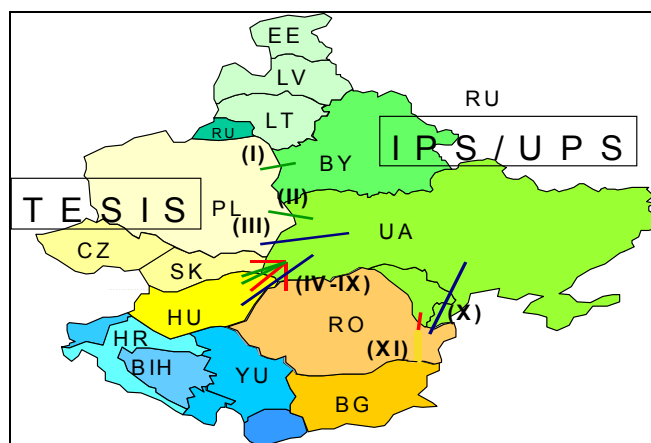 EE
LV
RU
LT
RU
(I)
BY
IPS/UPS
TESIS
PL
(II)
(III)
UA
CZ
SK
(IV-IX)
HU
RO
(X)
HR
(XI)
BIH
YU
BG